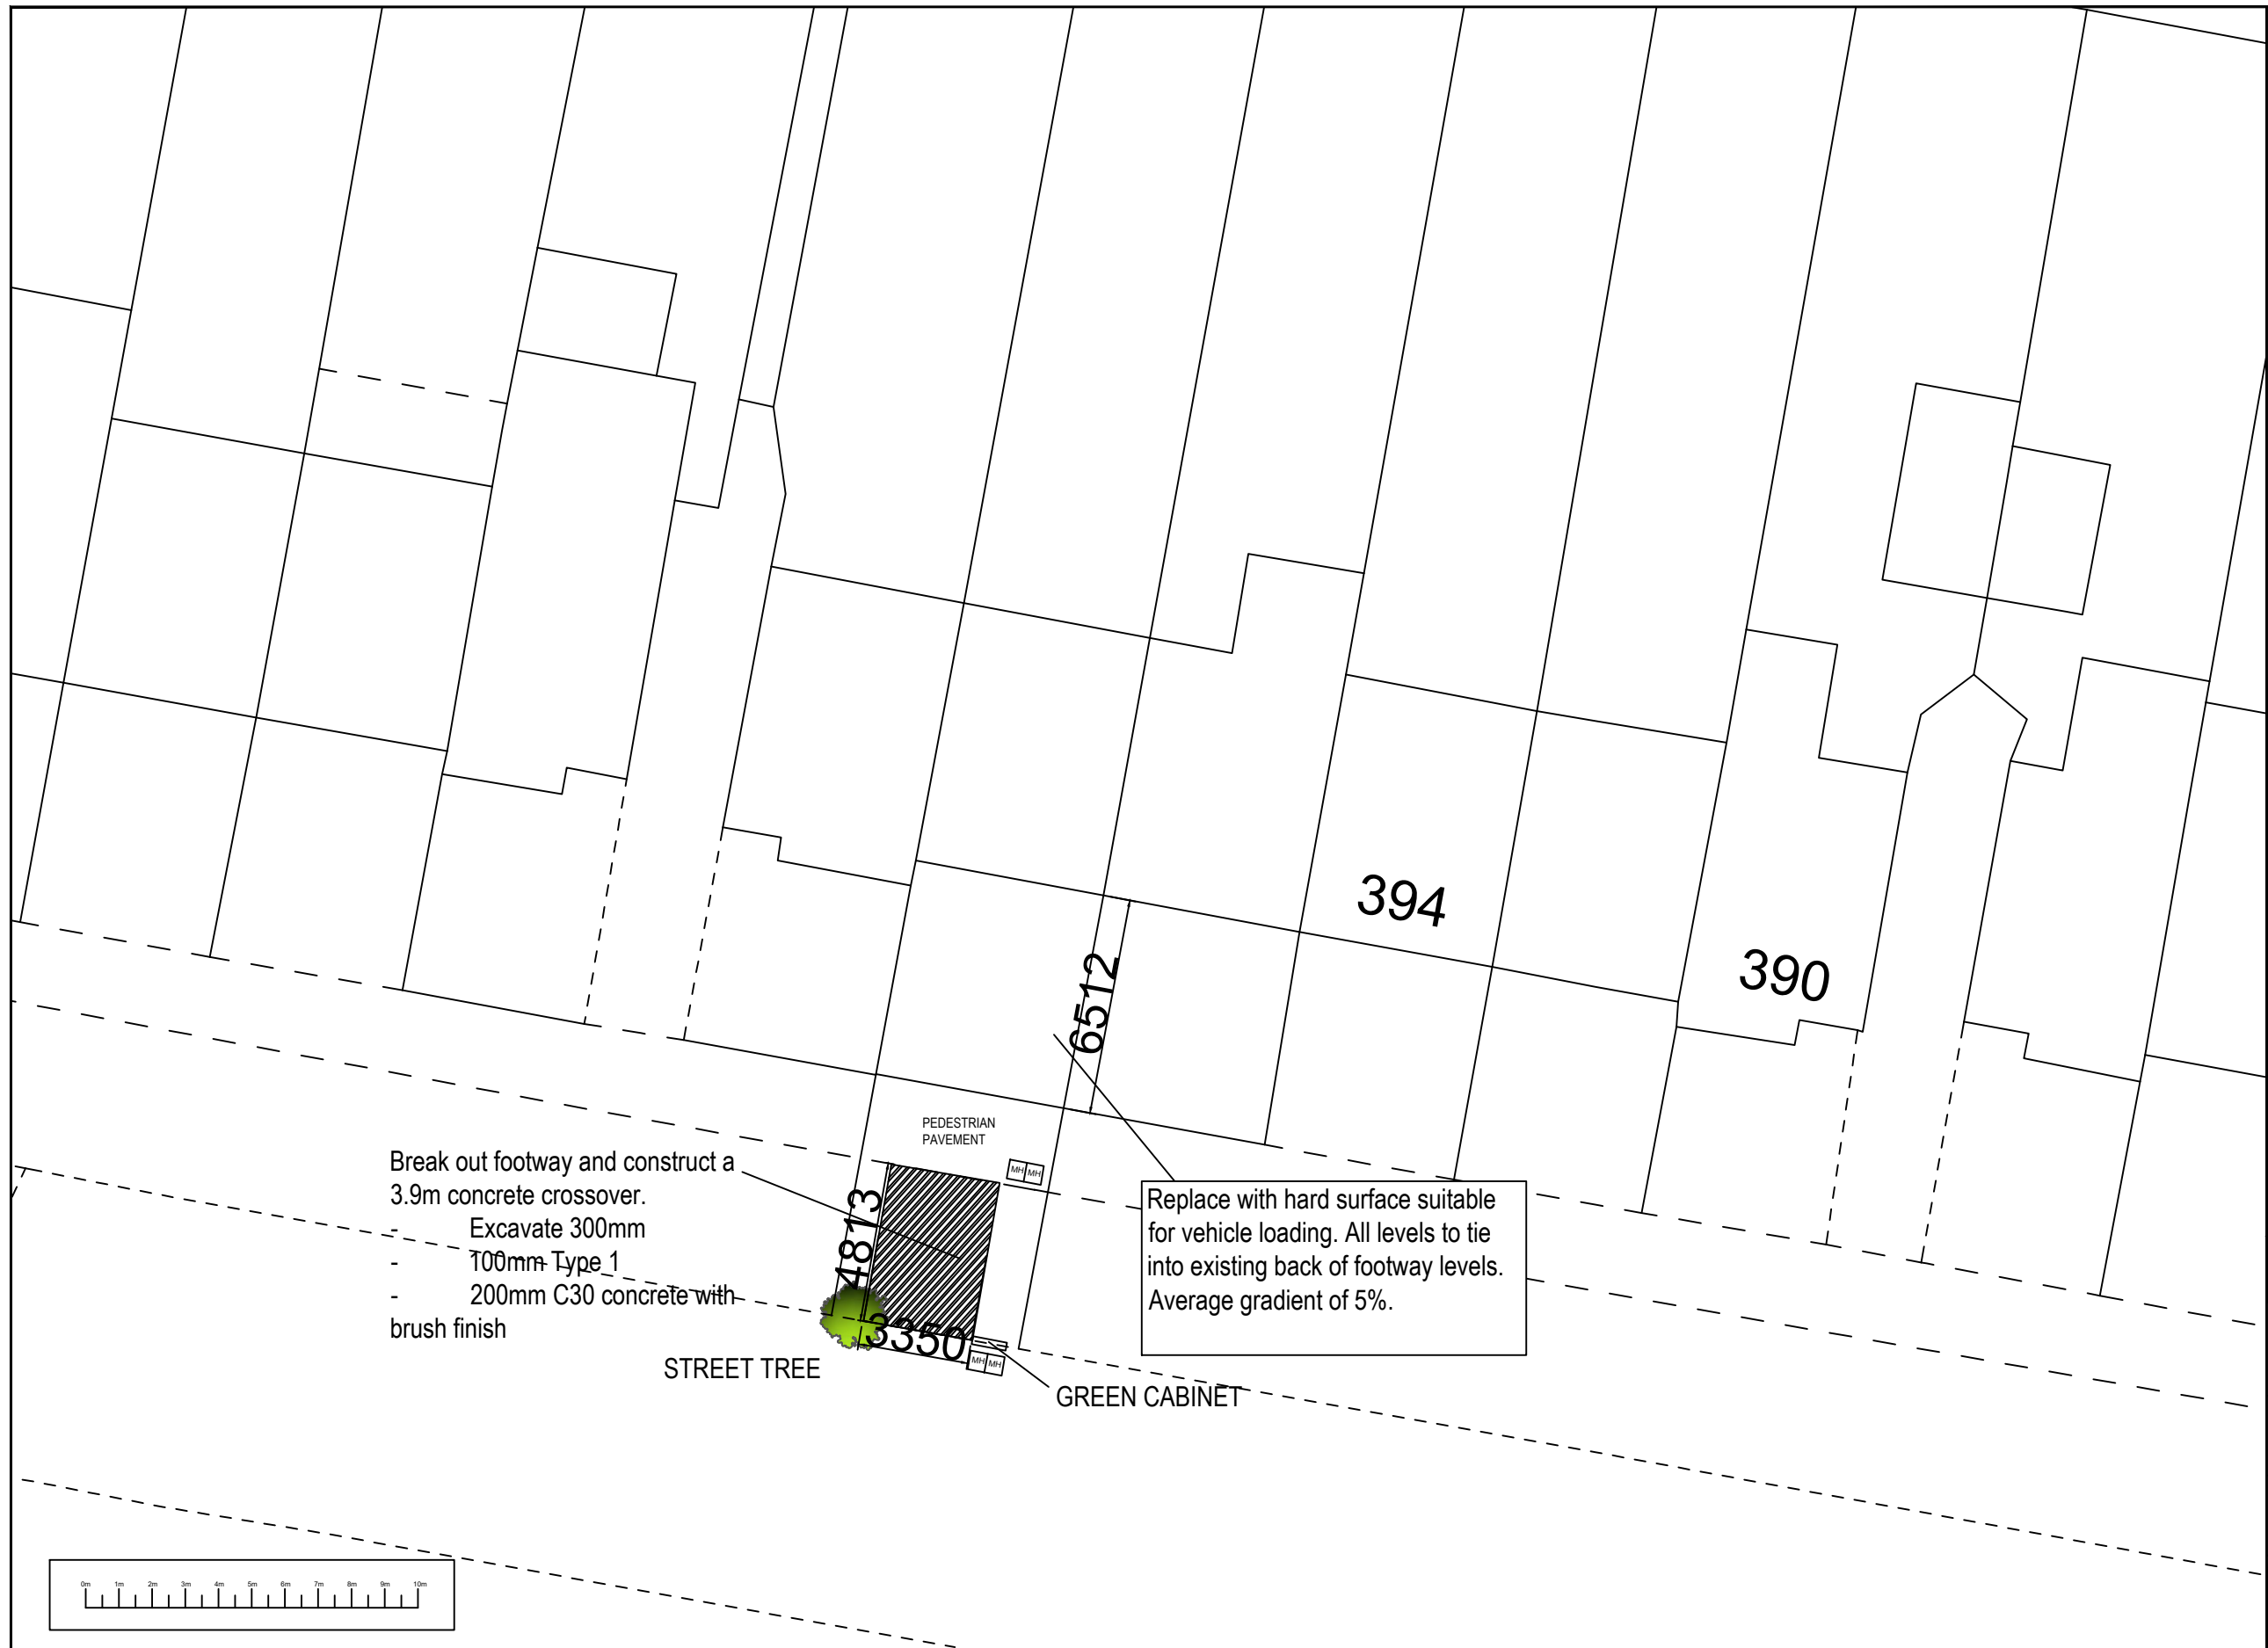 394
390
6512
PEDESTRIAN
PAVEMENT
MH MH
Break out footway and construct a
3.9m concrete crossover.
- Excavate 300mm
- 100mm Type 1
- 200mm C30 concrete with
brush finish
4813
Replace with hard surface suitable
for vehicle loading. All levels to tie
into existing back of footway levels.
Average gradient of 5%.
3350
MH MH
STREET TREE
GREEN CABINET
0m 1m 2m 3m 4m 5m 6m 7m 8m 9m 10m